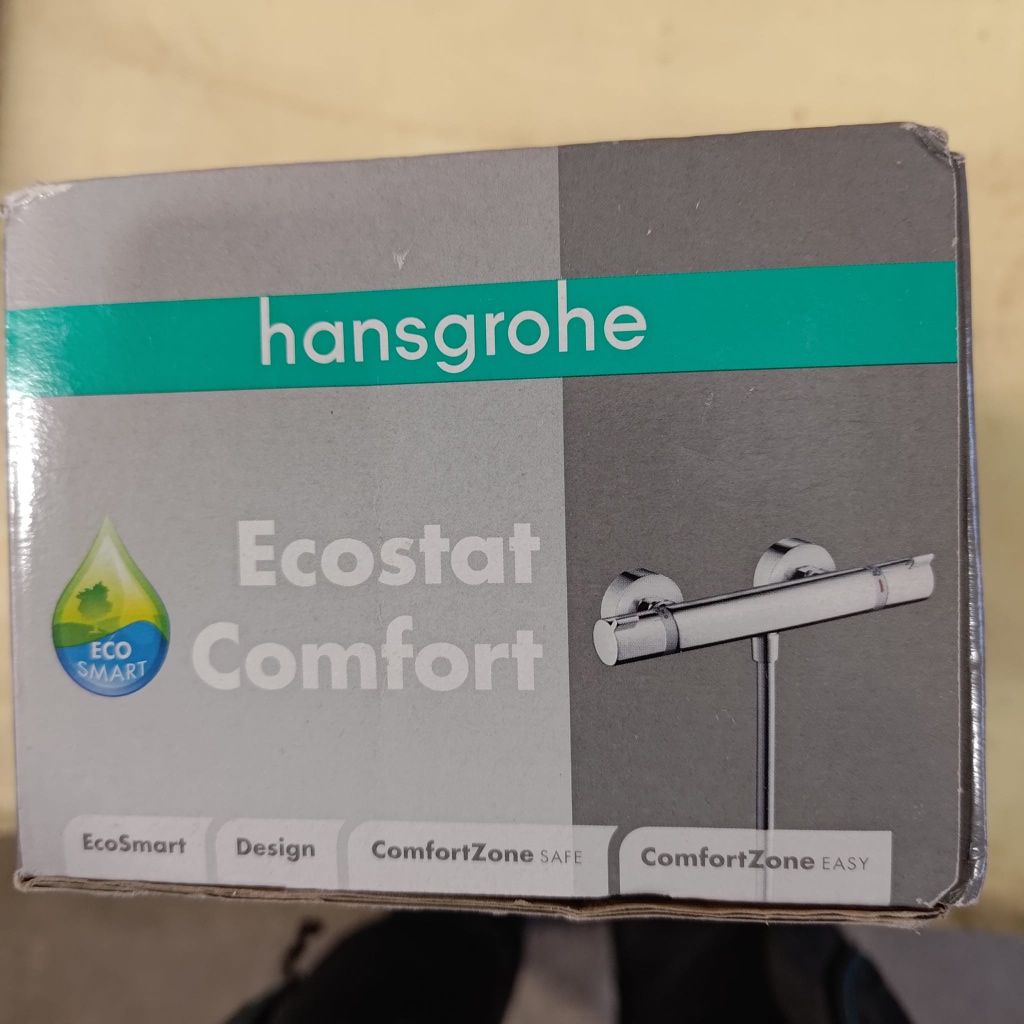 hansgrohe
Ecostat
Comfort
ECO
SMART
EcoSmart
Design
ComfortZone SAFE
ComfortZone EASY